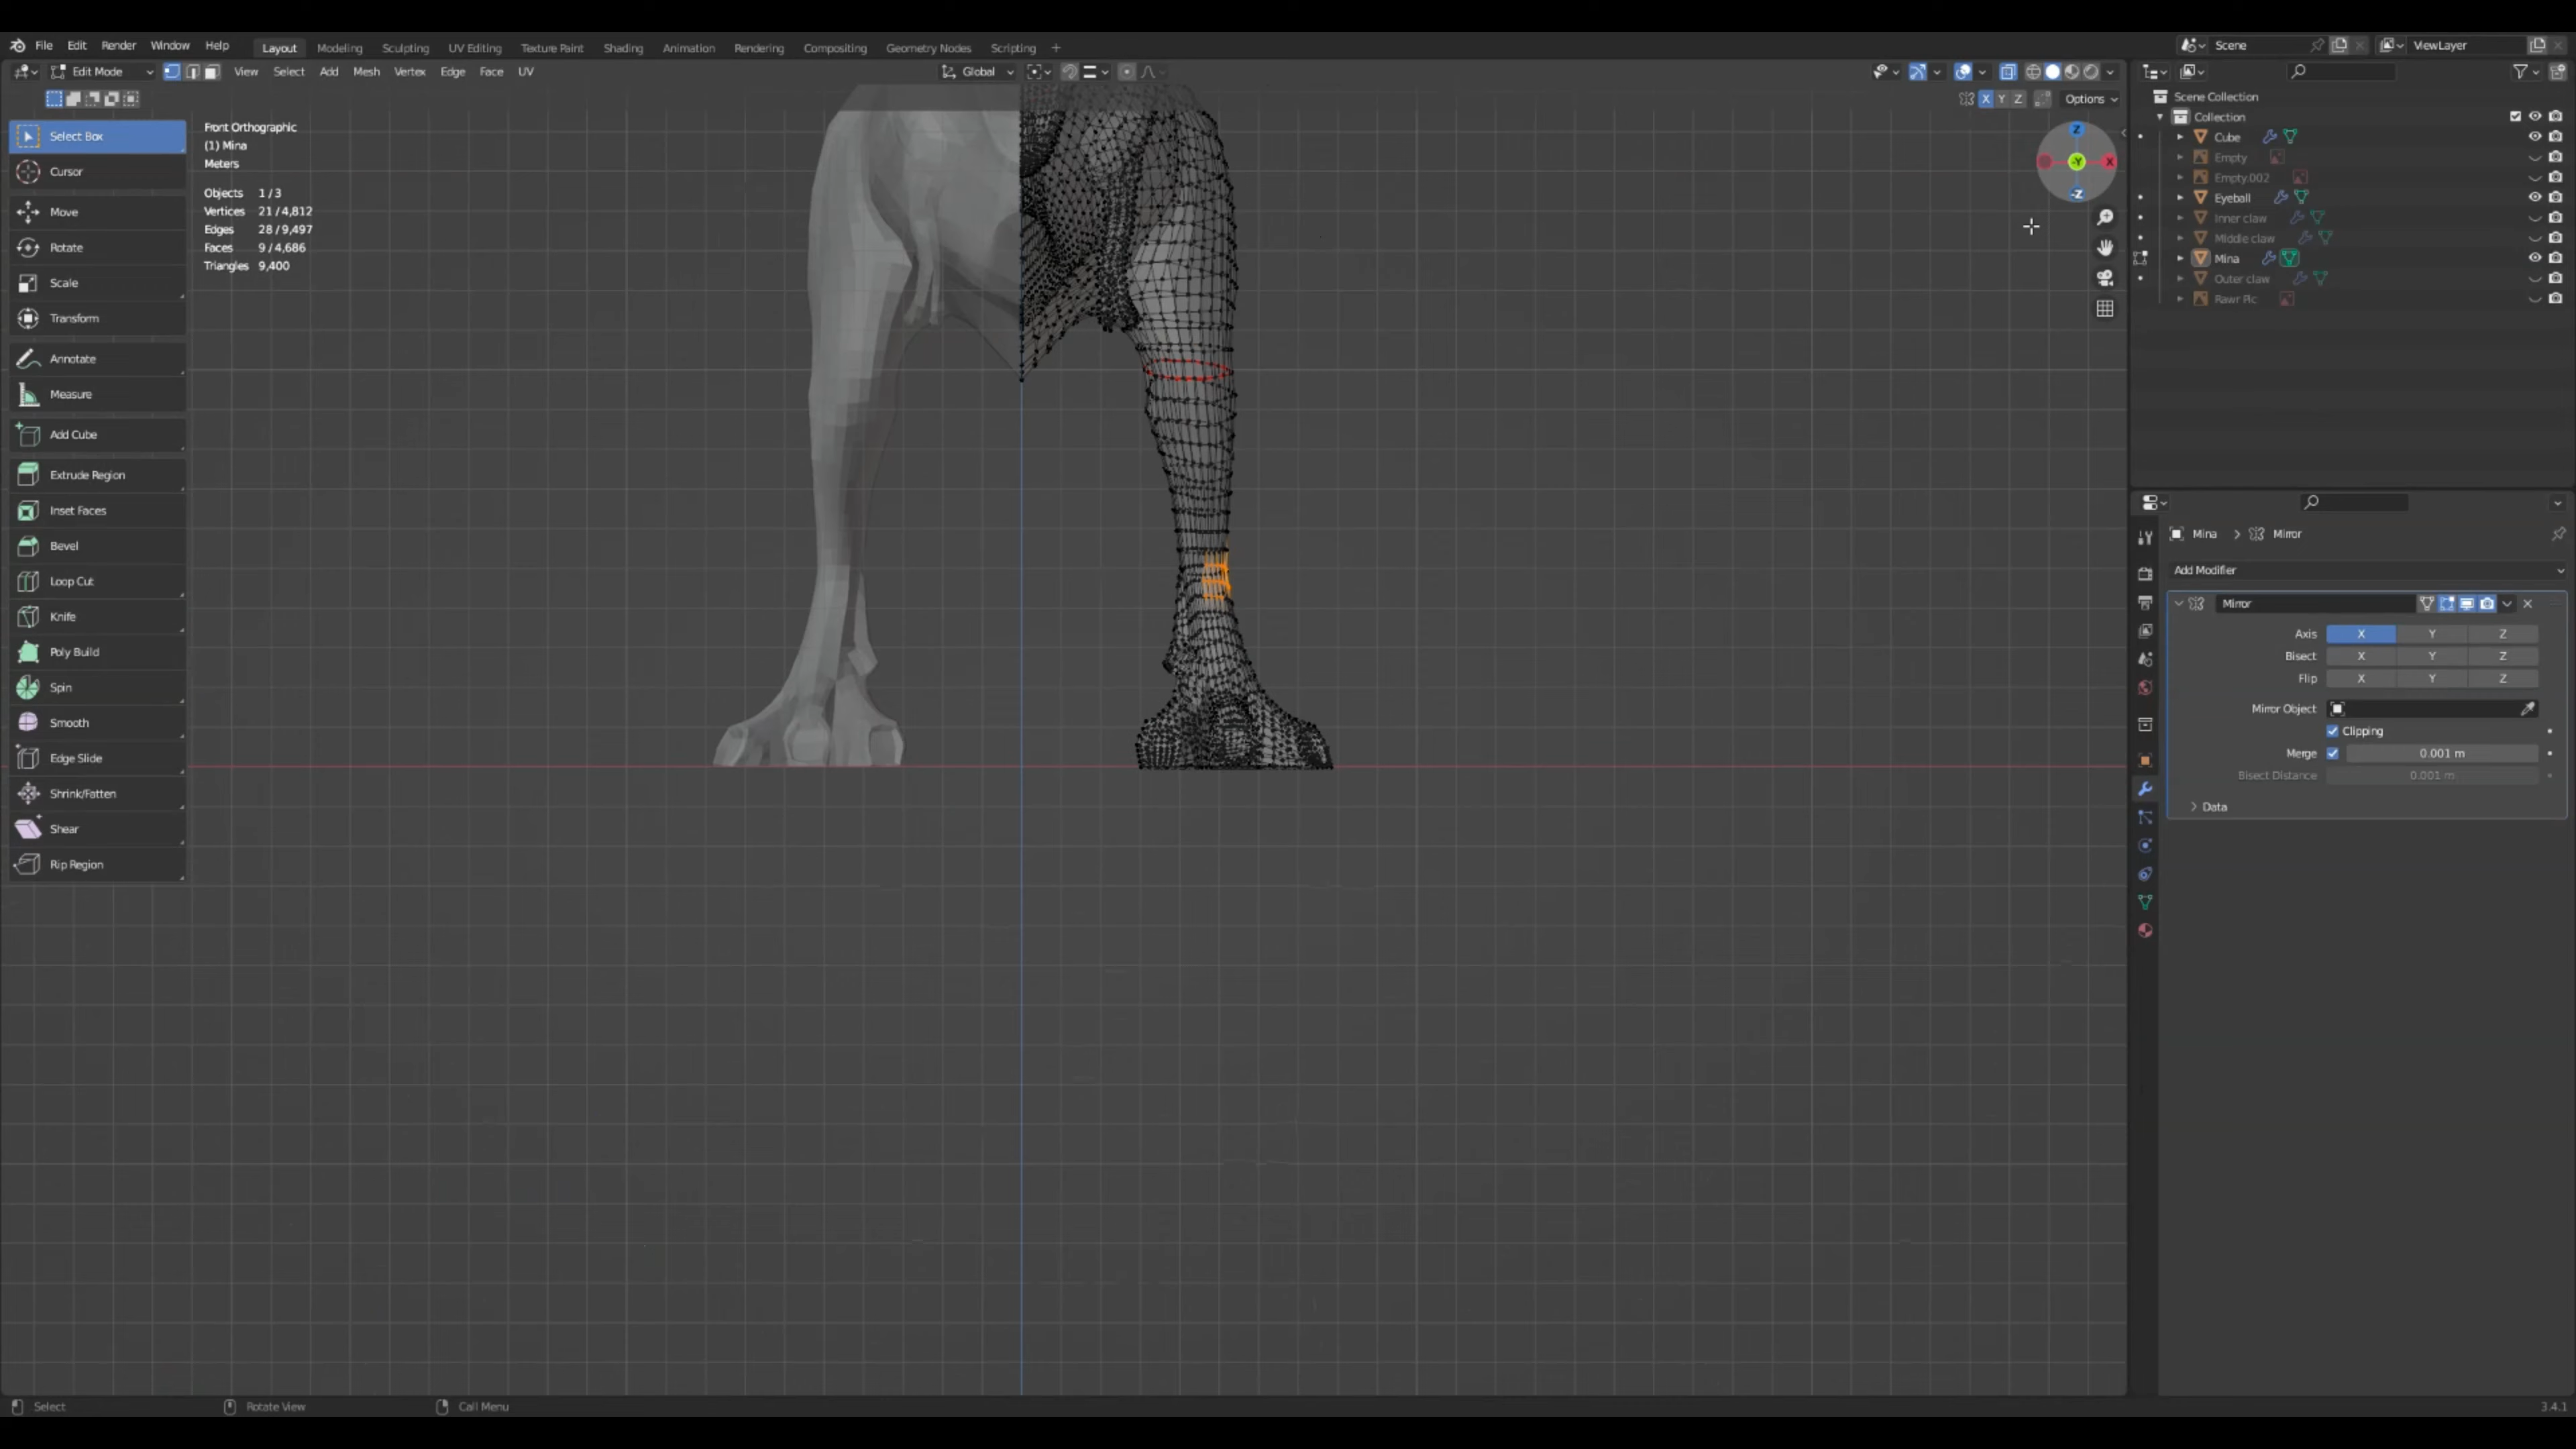 File Edit Render Window Help Layout Modeling Sculpting UV Editing Texture Paint Shading Animation Rendering Compositing Geometry Nodes Scripting + Scene ViewLayer
Edit Mode View Select Add Mesh Vertex Edge Face UV Global
X Y Z Options
Select Box
Cursor
Move
Rotate
Scale
Transform
Annotate
Measure
Add Cube
Extrude Region
Inset Faces
Bevel
Loop Cut
Knife
Poly Build
Spin
Smooth
Edge Slide
Shrink/Fatten
Shear
Rip Region
Front Orthographic
(1) Mina
Meters
Objects 1 / 3
Vertices 21 / 4,812
Edges 28 / 9,497
Faces 9 / 4,686
Triangles 9,400
Z
-Y X
-Z
Scene Collection
Collection
Cube
Empty
Empty.002
Eyeball
Inner claw
Middle claw
Mina
Outer claw
Rawr Pic
Mina > Mirror
Add Modifier
Mirror
Axis X Y Z
Bisect X Y Z
Flip X Y Z
Mirror Object
Clipping
Merge 0.001 m
Bisect Distance 0.001 m
> Data
Select Rotate View Call Menu 3.4.1